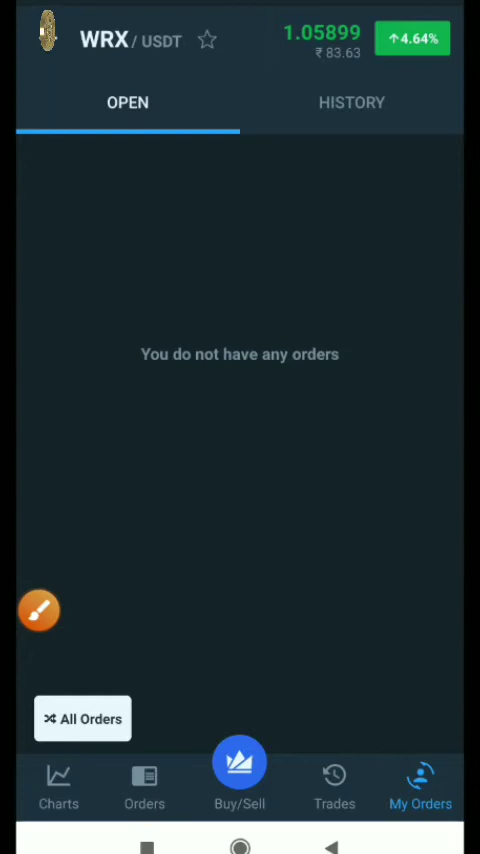 WRX / USDT
1.05899
₹ 83.63
↑4.64%
OPEN
HISTORY
You do not have any orders
All Orders
Charts
Orders
Buy/Sell
Trades
My Orders